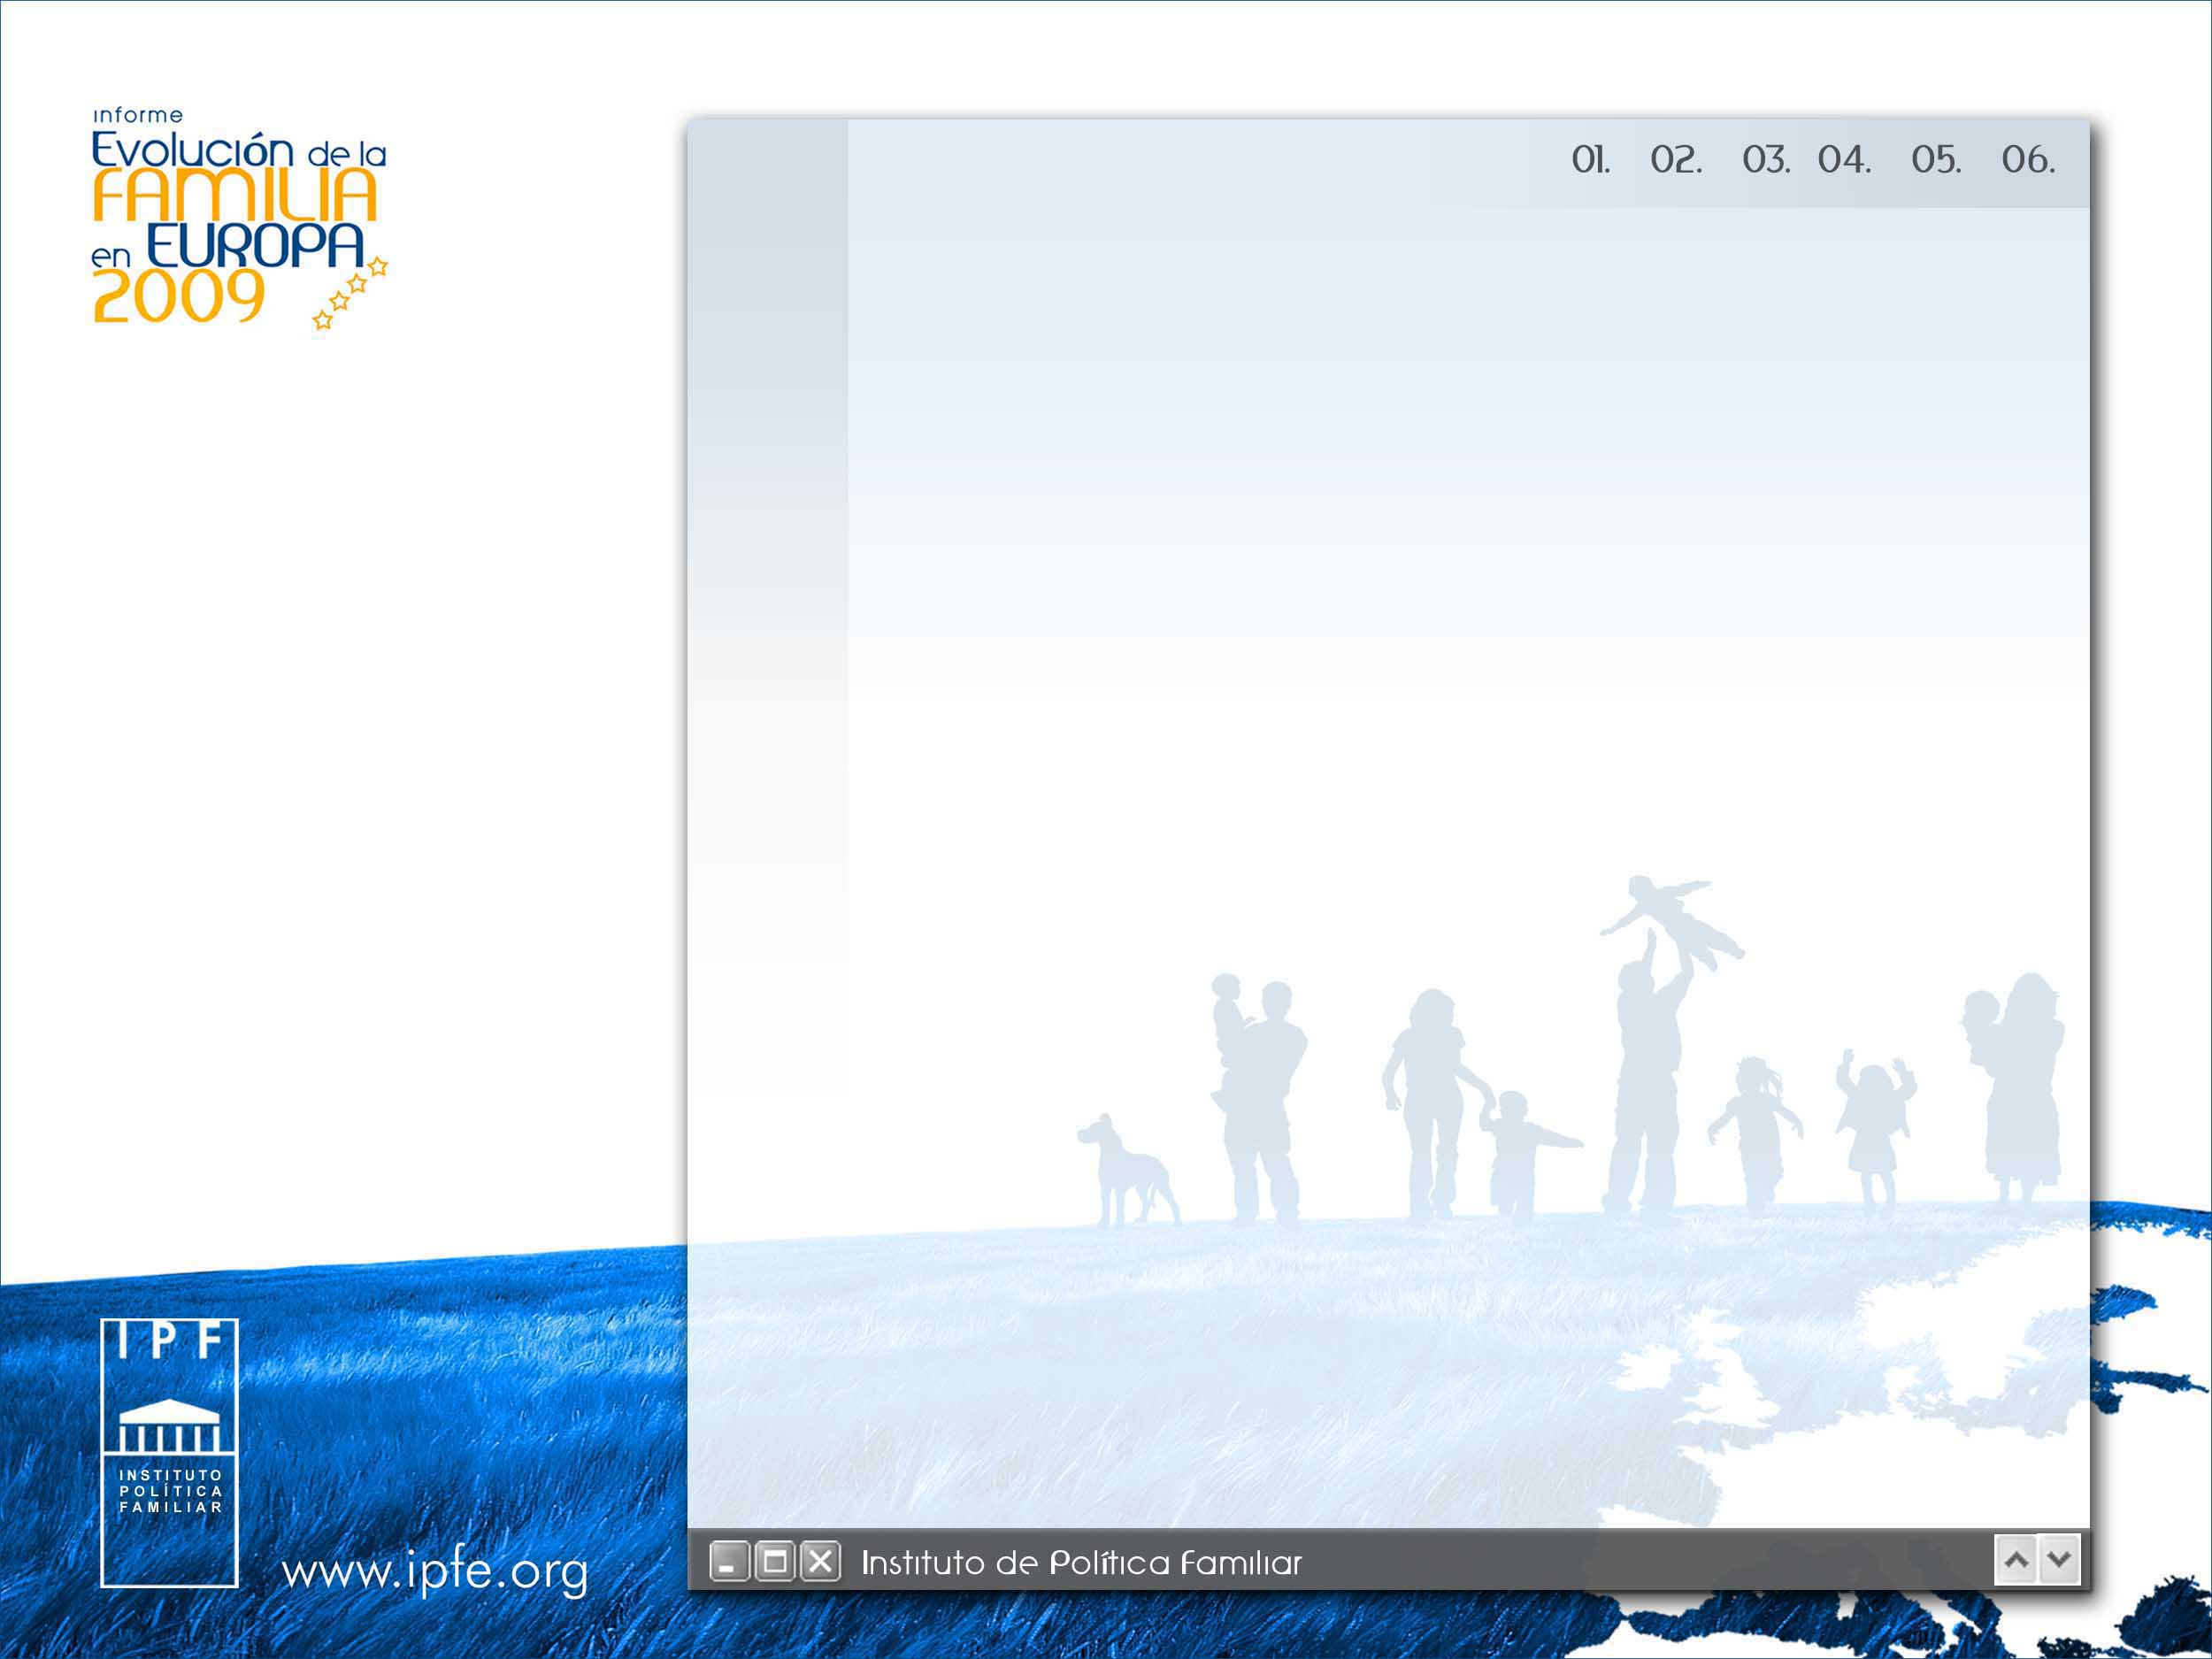 informe
Evolución de la
FAMILIA
en EUROPA
2009
01. 02. 03. 04. 05. 06.
IPF
INSTITUTO
POLÍTICA
FAMILIAR
www.ipfe.org
Instituto de Política Familiar